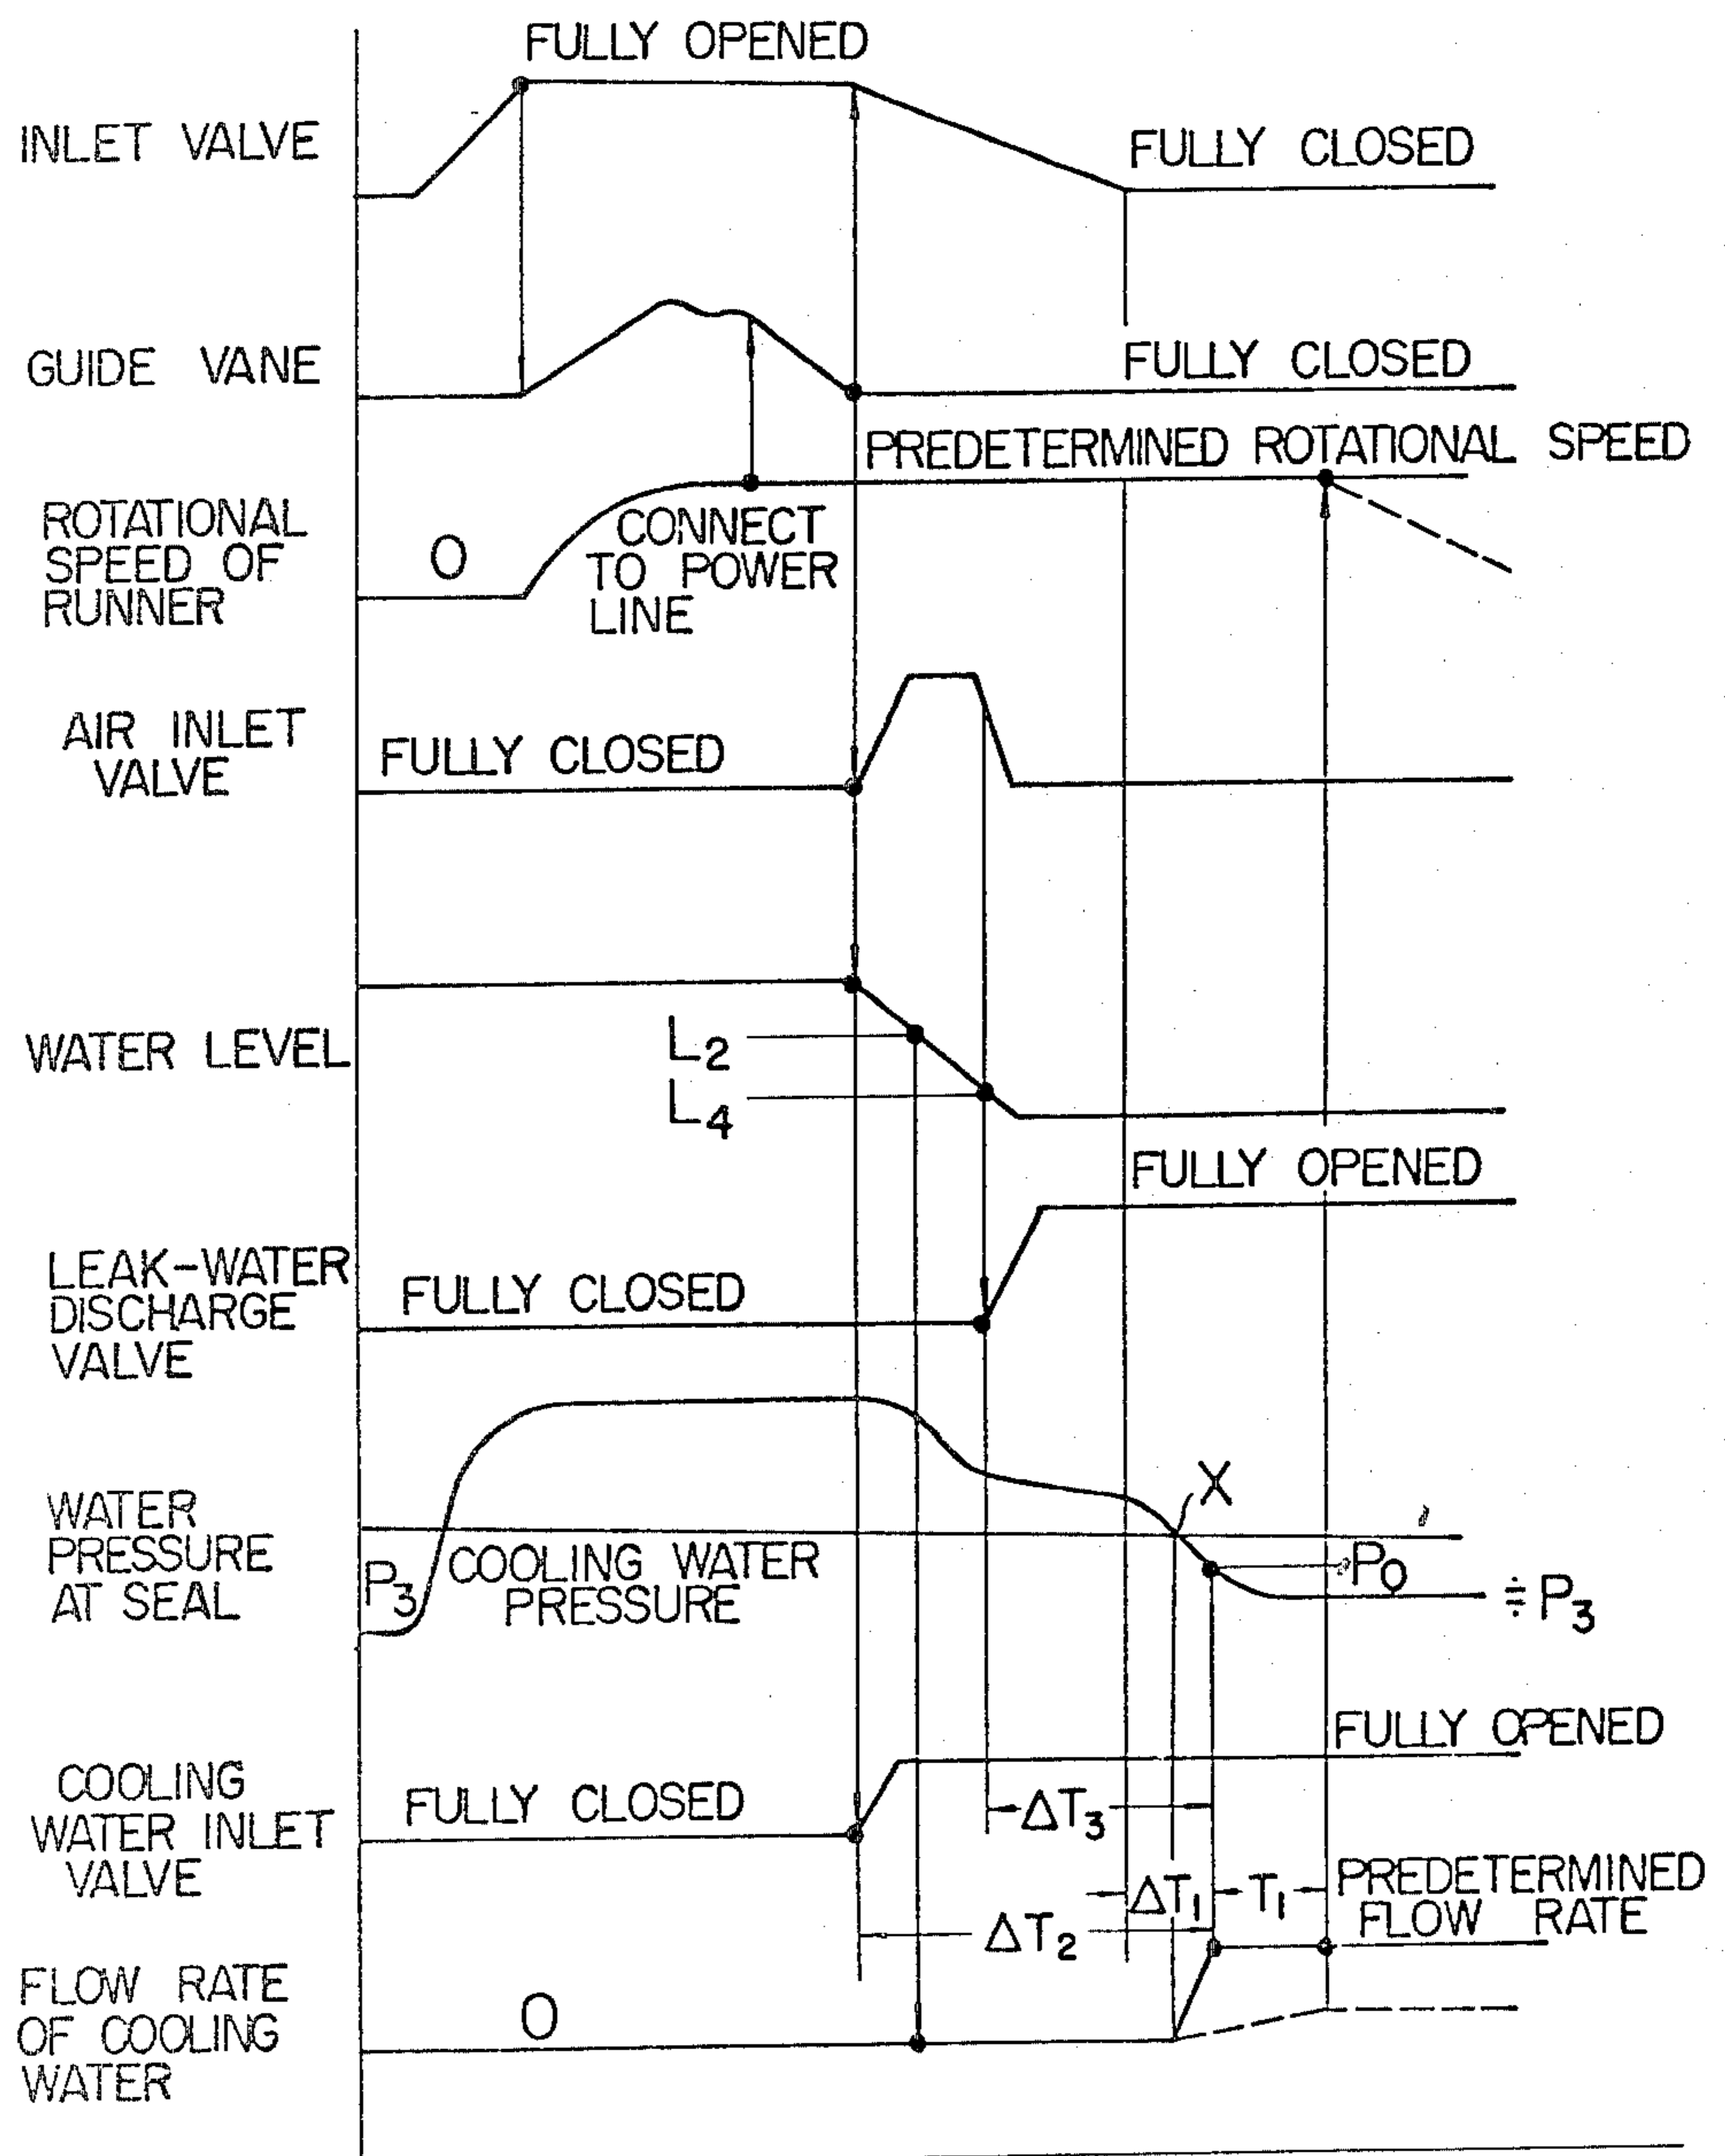 FULLY OPENED
INLET VALVE
FULLY CLOSED
GUIDE VANE
FULLY CLOSED
PREDETERMINED ROTATIONAL SPEED
ROTATIONAL
SPEED OF
RUNNER
O
CONNECT
TO POWER
LINE
AIR INLET
VALVE
FULLY CLOSED
WATER LEVEL
L2
L4
FULLY OPENED
LEAK-WATER
DISCHARGE
VALVE
FULLY CLOSED
WATER
PRESSURE
AT SEAL
P3
COOLING WATER
PRESSURE
X
P0
≑ P3
FULLY OPENED
COOLING
WATER INLET
VALVE
FULLY CLOSED
ΔT3
ΔT1
T1
PREDETERMINED
FLOW RATE
ΔT2
FLOW RATE
OF COOLING
WATER
O